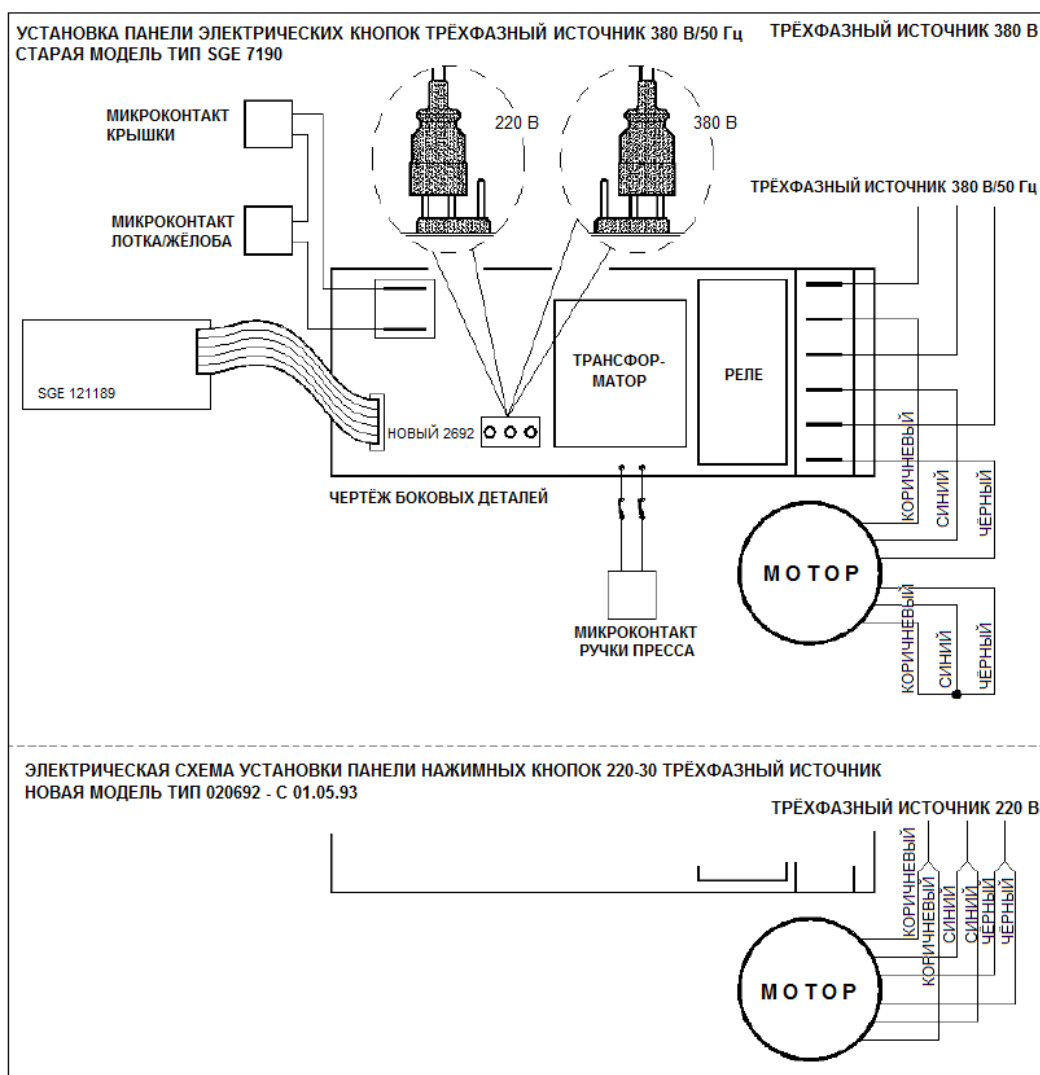 УСТАНОВКА ПАНЕЛИ ЭЛЕКТРИЧЕСКИХ КНОПОК ТРЁХФАЗНЫЙ ИСТОЧНИК 380 В/50 Гц
СТАРАЯ МОДЕЛЬ ТИП SGE 7190
ТРЁХФАЗНЫЙ ИСТОЧНИК 380 В
МИКРОКОНТАКТ
КРЫШКИ
220 В
380 В
ТРЁХФАЗНЫЙ ИСТОЧНИК 380 В/50 Гц
МИКРОКОНТАКТ
ЛОТКА/ЖЁЛОБА
ТРАНСФОР-
МАТОР
РЕЛЕ
SGE 121189
НОВЫЙ 2692
ЧЕРТЁЖ БОКОВЫХ ДЕТАЛЕЙ
КОРИЧНЕВЫЙ
СИНИЙ
ЧЁРНЫЙ
МОТОР
МИКРОКОНТАКТ
РУЧКИ ПРЕССА
КОРИЧНЕВЫЙ
СИНИЙ
ЧЁРНЫЙ
ЭЛЕКТРИЧЕСКАЯ СХЕМА УСТАНОВКИ ПАНЕЛИ НАЖИМНЫХ КНОПОК 220-30 ТРЁХФАЗНЫЙ ИСТОЧНИК
НОВАЯ МОДЕЛЬ ТИП 020692 - С 01.05.93
ТРЁХФАЗНЫЙ ИСТОЧНИК 220 В
КОРИЧНЕВЫЙ
КОРИЧНЕВЫЙ
СИНИЙ
СИНИЙ
ЧЁРНЫЙ
ЧЁРНЫЙ
МОТОР